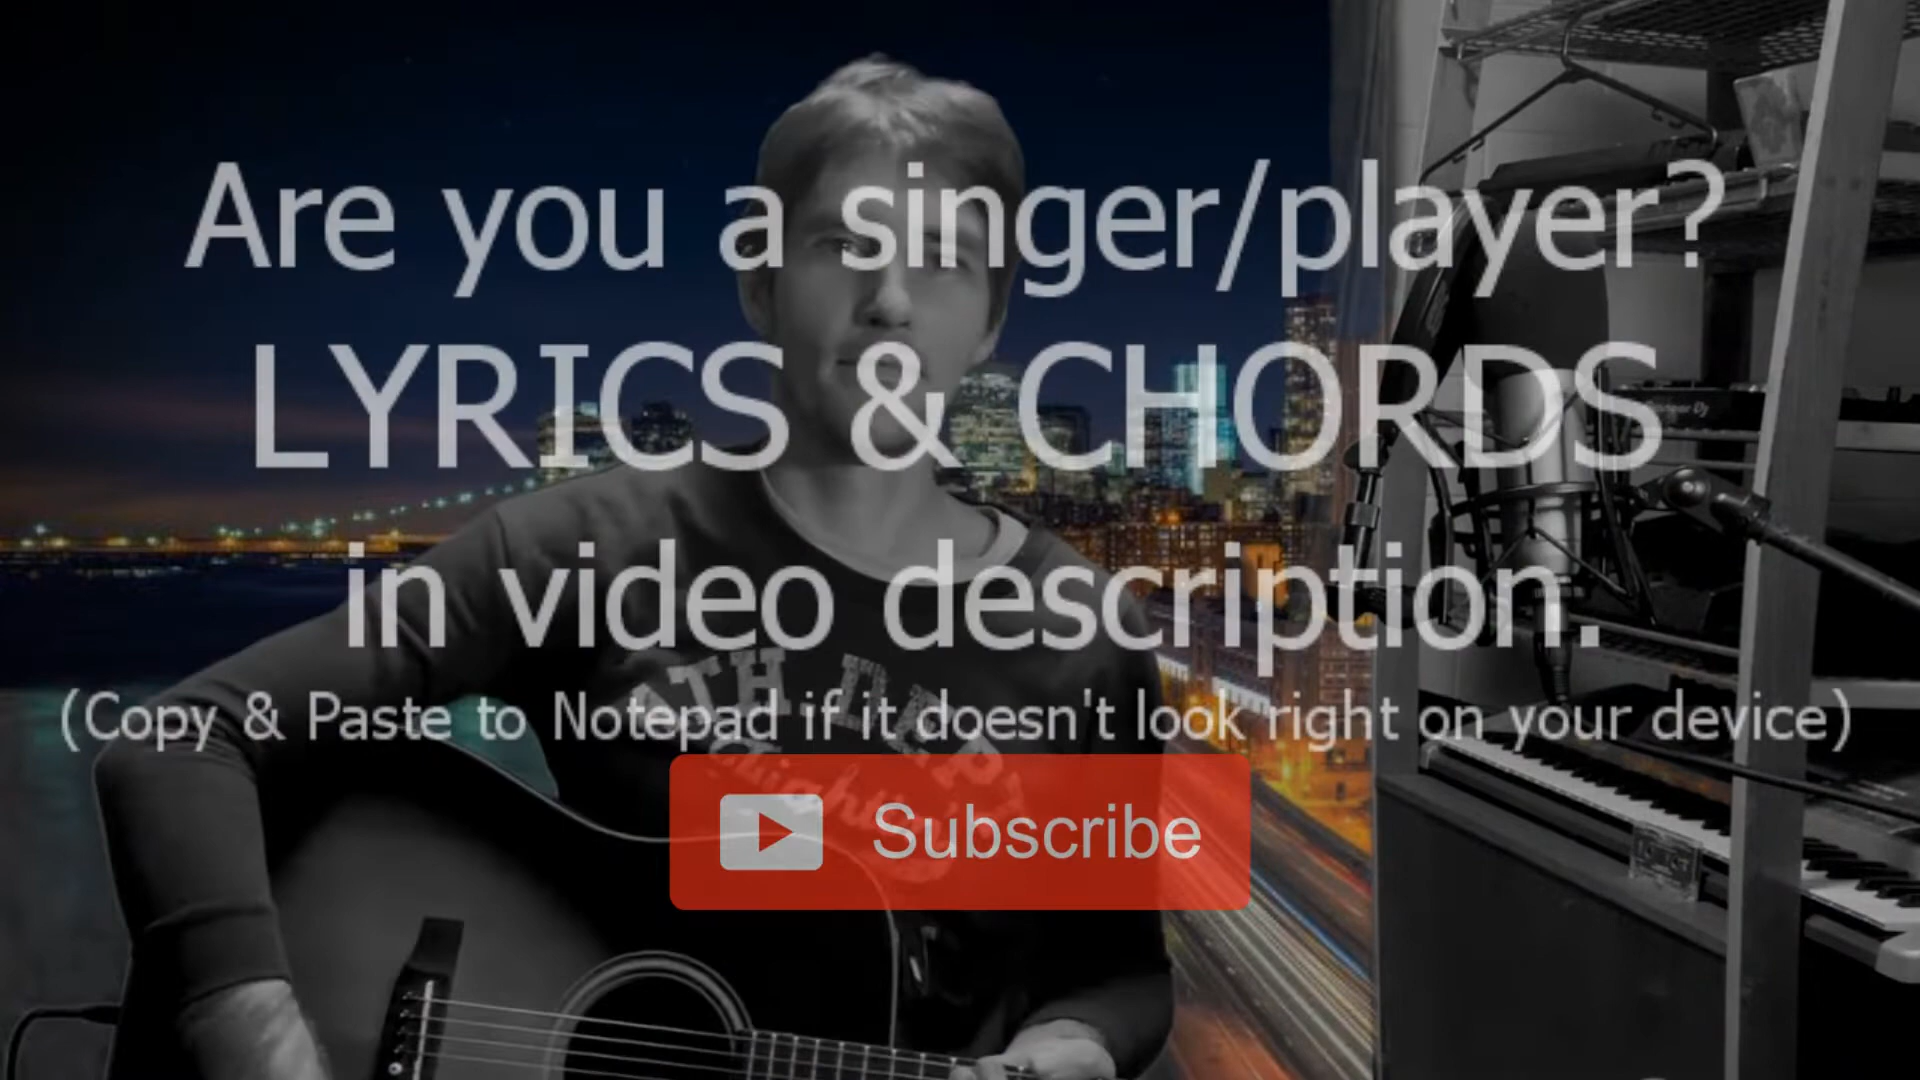 Are you a singer/player?
LYRICS & CHORDS
in video description.
(Copy & Paste to Notepad if it doesn't look right on your device)
Subscribe